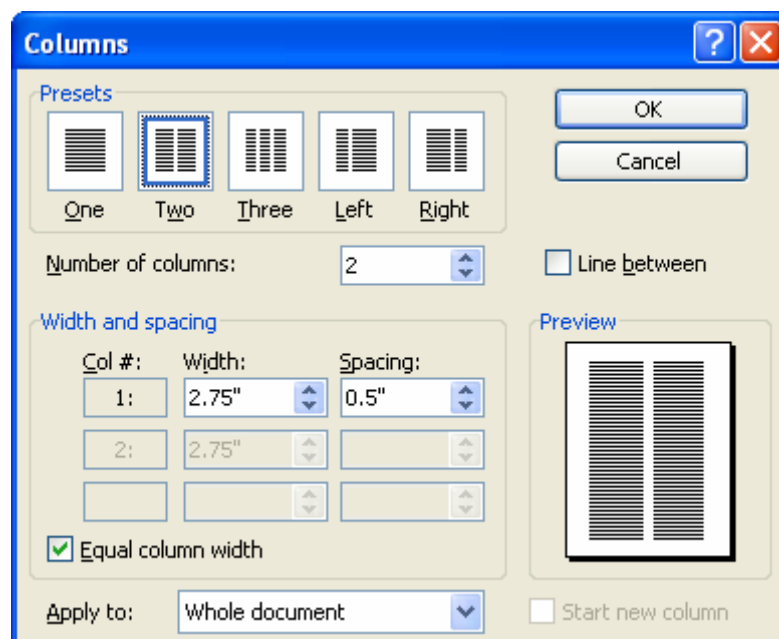 Columns
Presets
One Two Three Left Right
OK
Cancel
Number of columns: 2
Line between
Width and spacing
Col #: Width: Spacing:
1: 2.75" 0.5"
2: 2.75"
Equal column width
Preview
Apply to: Whole document
Start new column